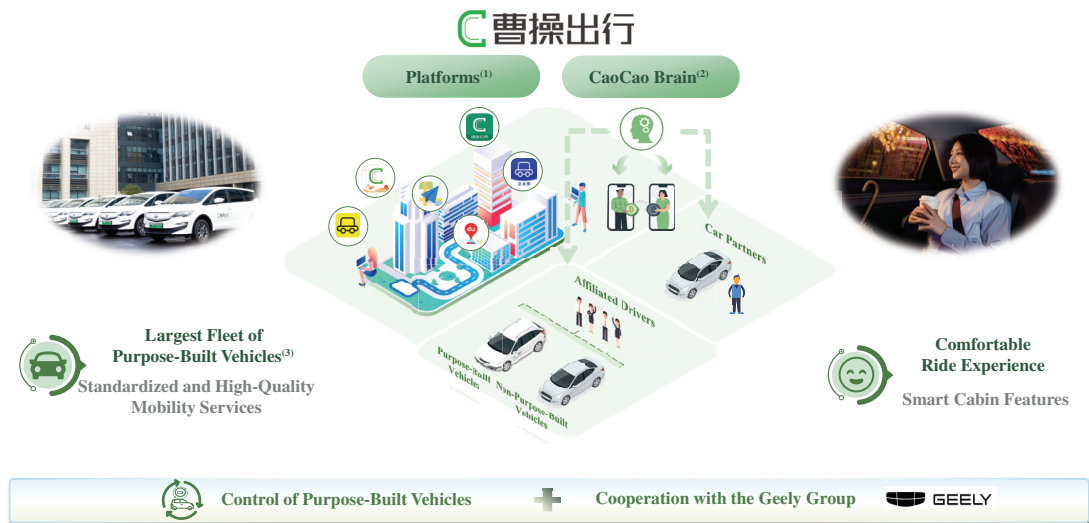 曹操出行
Platforms(1)
CaoCao Brain(2)
du
Car Partners
Affiliated Drivers
Purpose-Built
Vehicles
Non-Purpose-Built
Vehicles
Largest Fleet of
Purpose-Built Vehicles(3)
Standardized and High-Quality
Mobility Services
Comfortable
Ride Experience
Smart Cabin Features
Control of Purpose-Built Vehicles
Cooperation with the Geely Group
GEELY